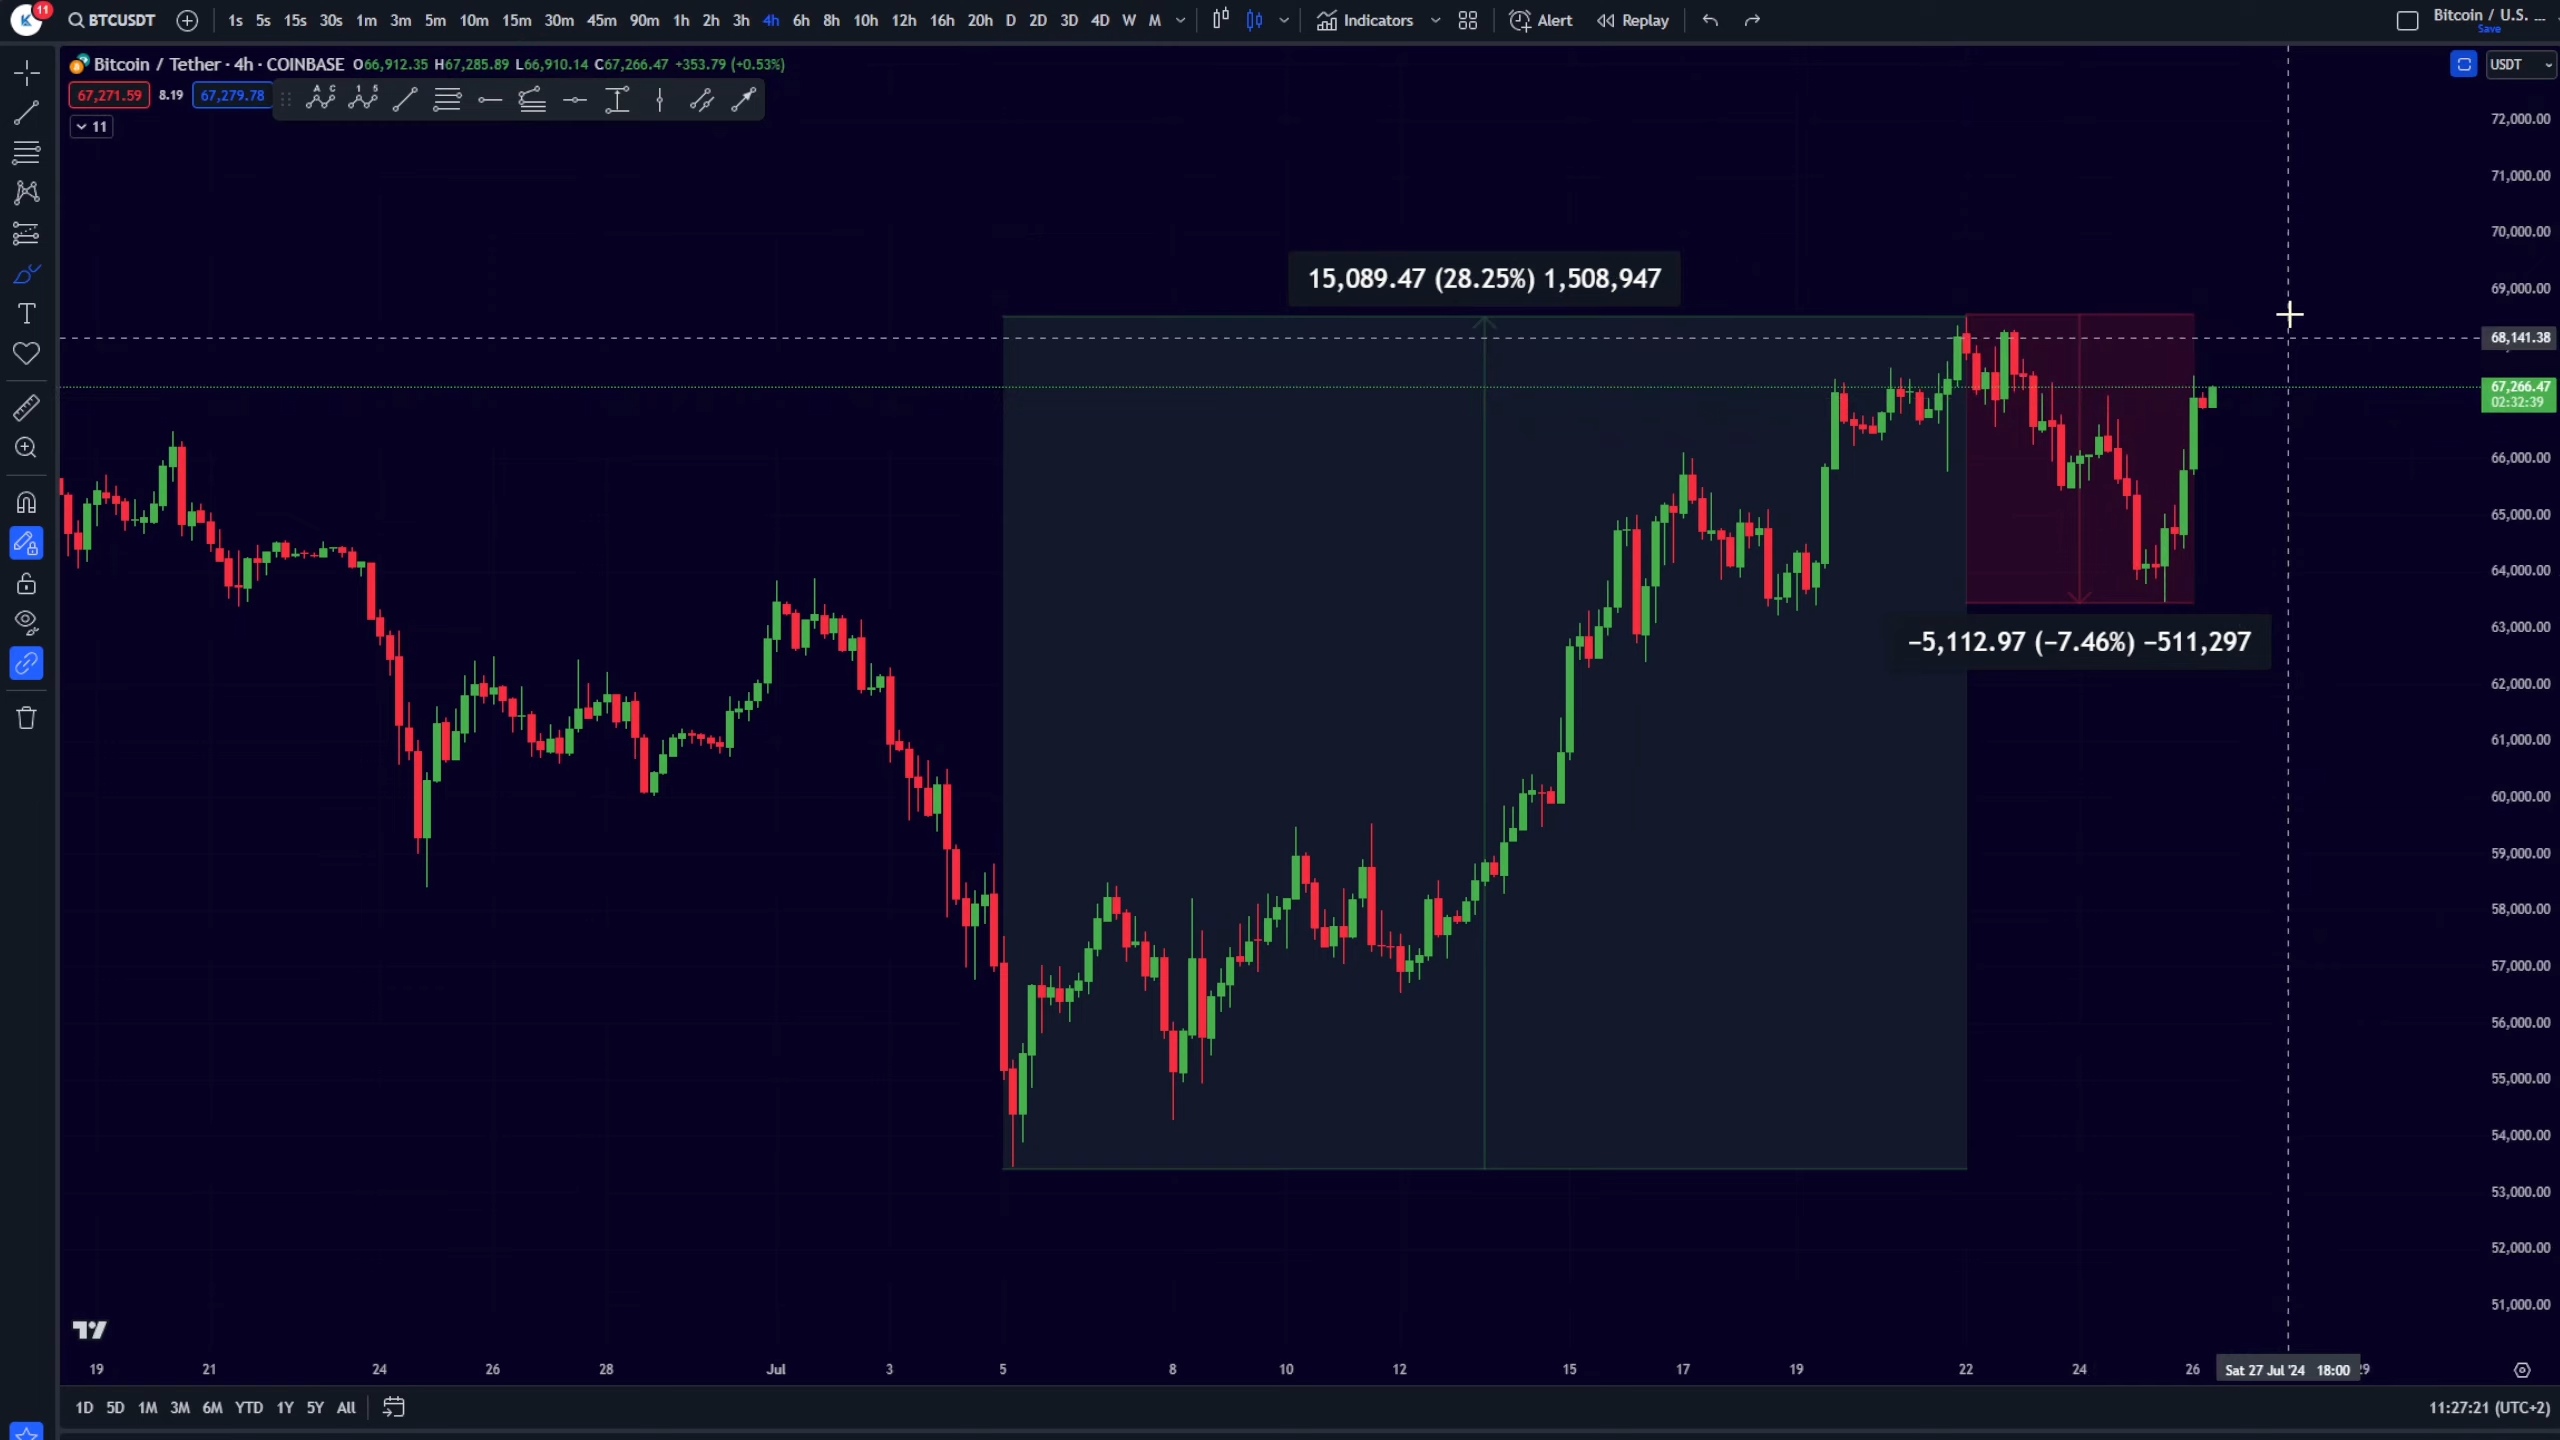 11
BTCUSDT
1s 5s 15s 30s 1m 3m 5m 10m 15m 30m 45m 90m 1h 2h 3h 4h 6h 8h 10h 12h 16h 20h D 2D 3D 4D W M
Indicators
Alert
Replay
Bitcoin / U.S. ...
Save
Bitcoin / Tether · 4h · COINBASE O66,912.35 H67,285.89 L66,910.14 C67,266.47 +353.79 (+0.53%)
USDT
67,271.59 8.19 67,279.78
A C
1 5
11
T
72,000.00
71,000.00
70,000.00
69,000.00
68,141.38
67,266.47
02:32:39
66,000.00
65,000.00
64,000.00
63,000.00
62,000.00
61,000.00
60,000.00
59,000.00
58,000.00
57,000.00
56,000.00
55,000.00
54,000.00
53,000.00
52,000.00
51,000.00
15,089.47 (28.25%) 1,508,947
−5,112.97 (−7.46%) −511,297
19 21 24 26 28 Jul 3 5 8 10 12 15 17 19 22 24 26 Sat 27 Jul '24 18:00 29
1D 5D 1M 3M 6M YTD 1Y 5Y All
11:27:21 (UTC+2)